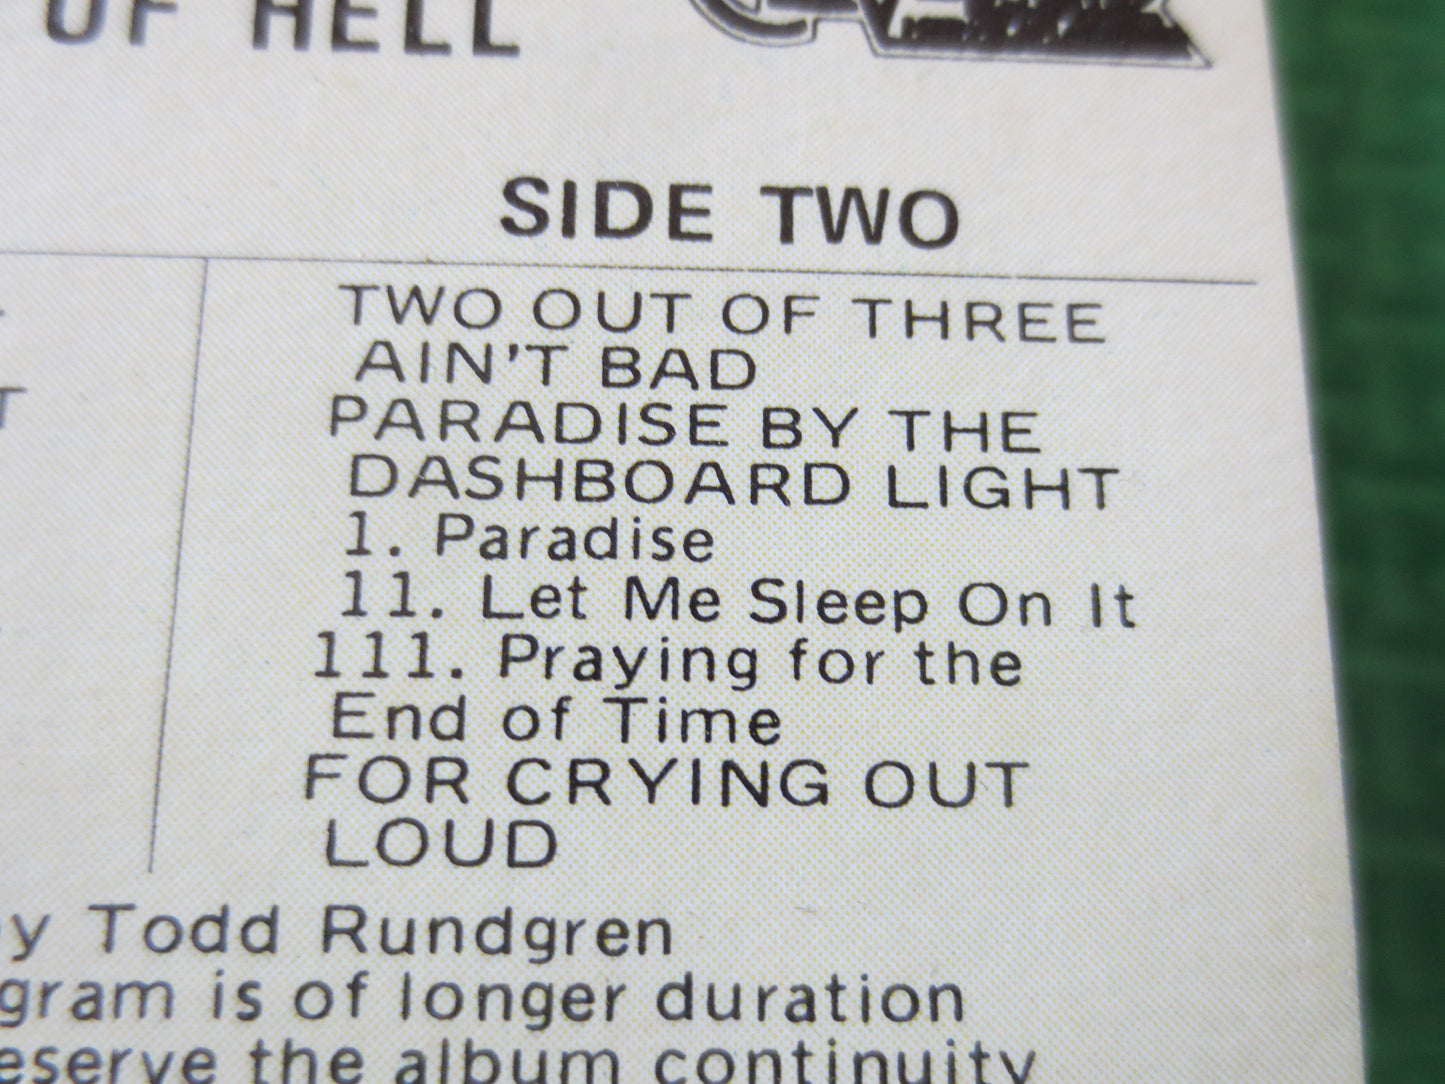 OF HELL
SIDE TWO
TWO OUT OF THREE
AIN'T BAD
PARADISE BY THE
DASHBOARD LIGHT
1. Paradise
11. Let Me Sleep On It
111. Praying for the
End of Time
FOR CRYING OUT
LOUD
y Todd Rundgren
gram is of longer duration
eserve the album continuity